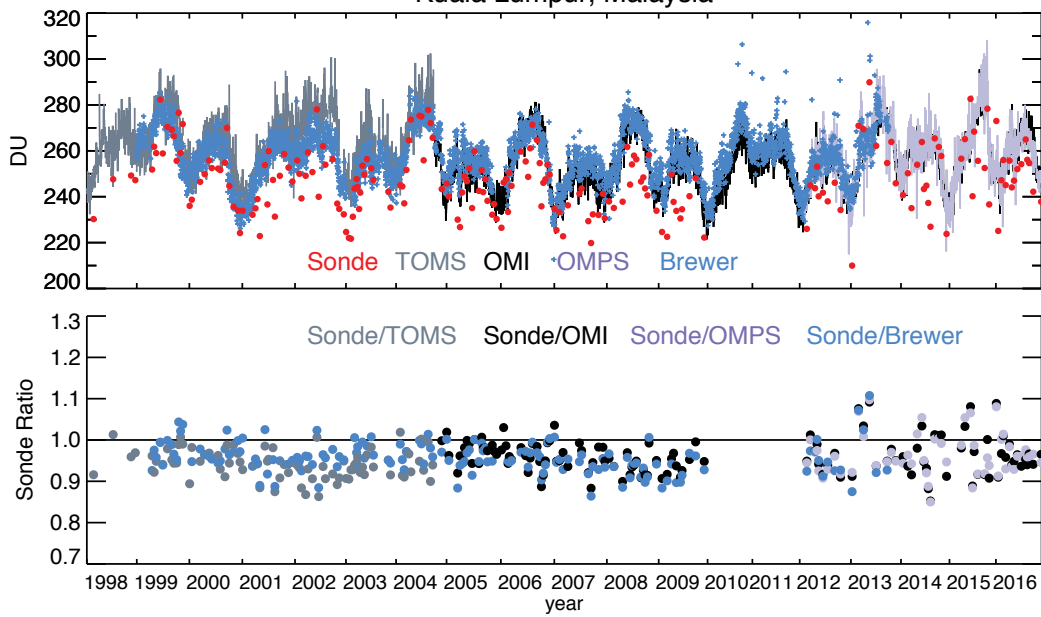 Kuala Lumpur, Malaysia
320
300
280
260
240
220
200
DU
Sonde TOMS OMI OMPS Brewer
1.3
1.2
1.1
1.0
0.9
0.8
0.7
Sonde Ratio
Sonde/TOMS Sonde/OMI Sonde/OMPS Sonde/Brewer
1998 1999 2000 2001 2002 2003 2004 2005 2006 2007 2008 2009 2010 2011 2012 2013 2014 2015 2016
year